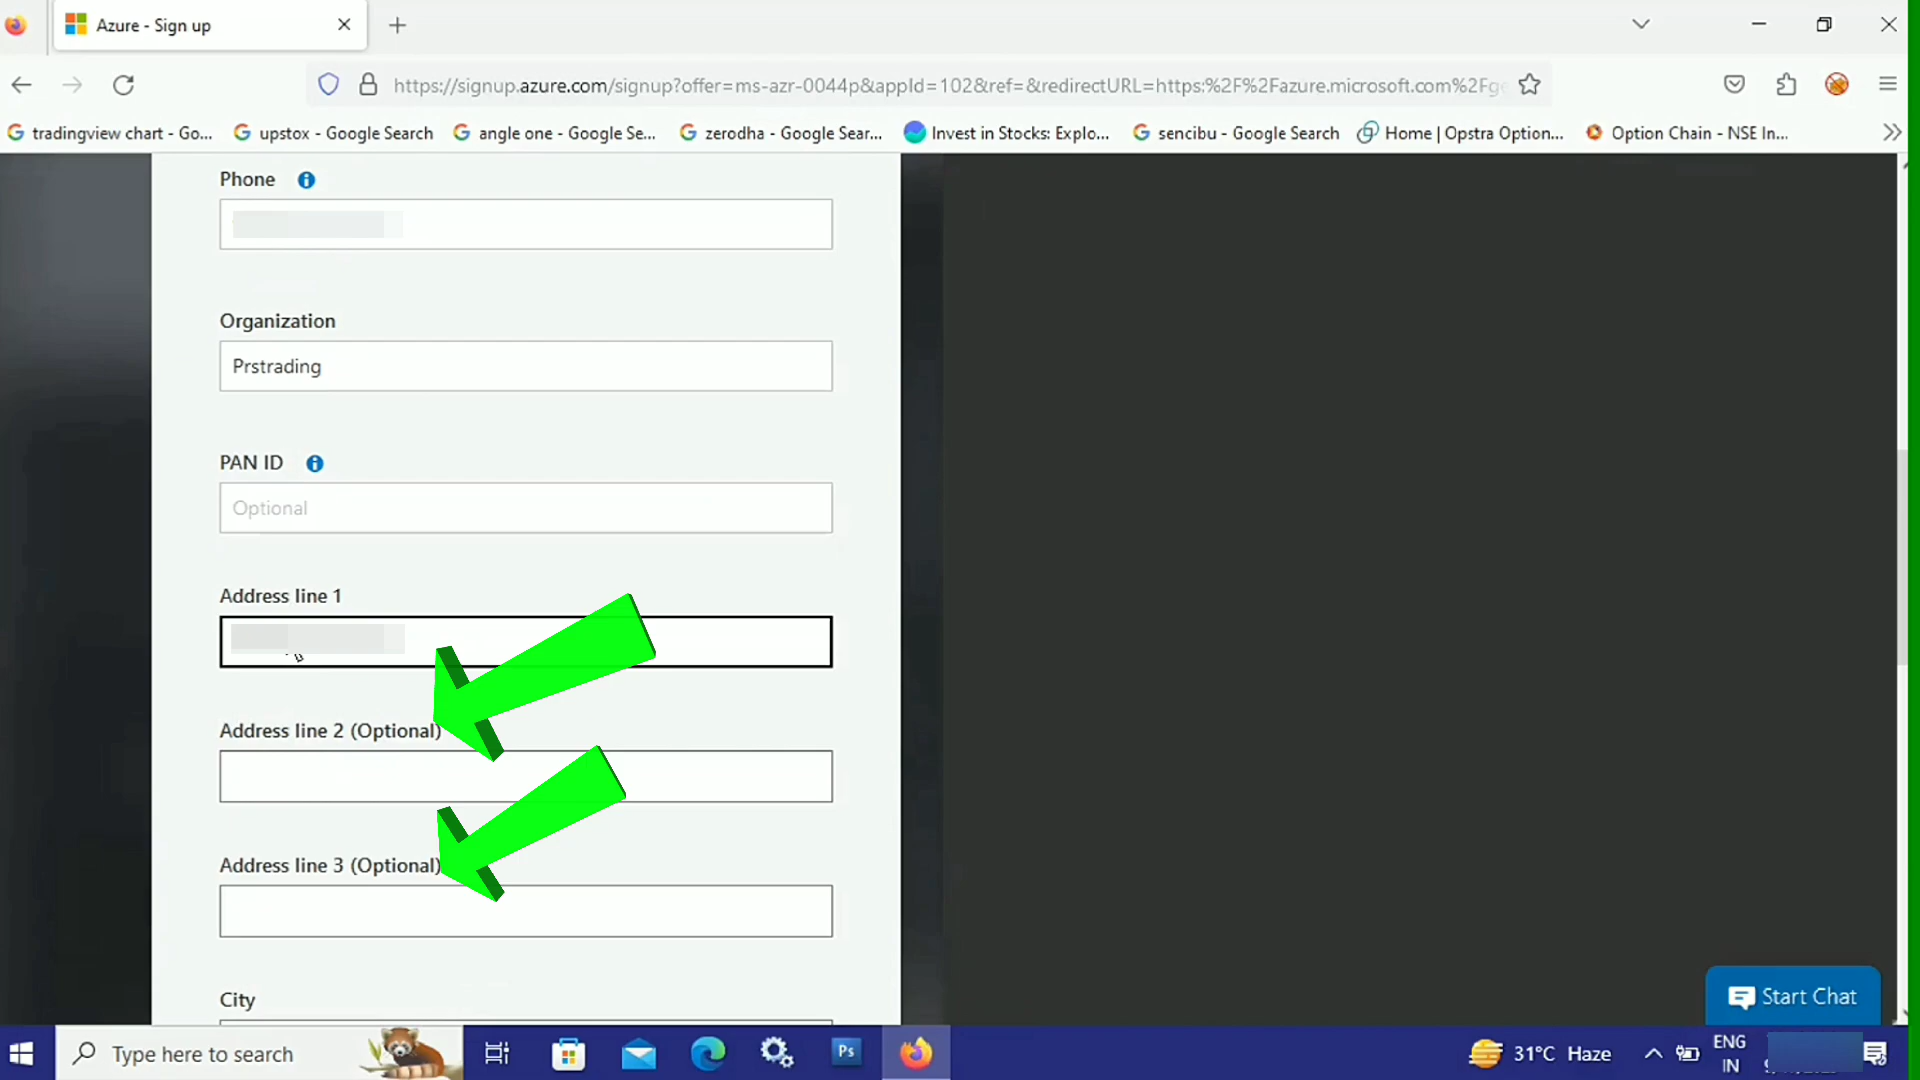 Azure - Sign up
https://signup.azure.com/signup?offer=ms-azr-0044p&appId=102&ref=&redirectURL=https:%2F%2Fazure.microsoft.com%2Fge
tradingview chart - Go... upstox - Google Search angle one - Google Se... zerodha - Google Sear... Invest in Stocks: Explo... sencibu - Google Search Home | Opstra Option... Option Chain - NSE In...
Phone
Organization
Prstrading
PAN ID
Optional
Address line 1
Address line 2 (Optional)
Address line 3 (Optional)
City
Start Chat
Type here to search
Ps
31°C Haze
ENG
IN